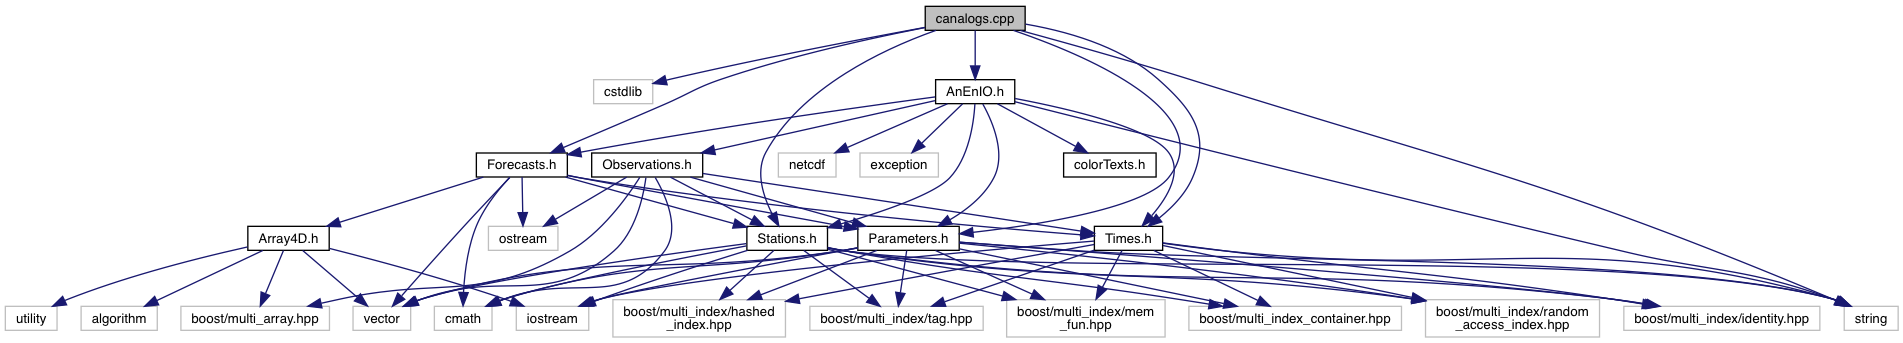 canalogs.cpp
cstdlib
AnEnIO.h
Forecasts.h
Observations.h
netcdf
exception
colorTexts.h
Array4D.h
ostream
Stations.h
Parameters.h
Times.h
utility
algorithm
boost/multi_array.hpp
vector
cmath
iostream
boost/multi_index/hashed
_index.hpp
boost/multi_index/tag.hpp
boost/multi_index/mem
_fun.hpp
boost/multi_index_container.hpp
boost/multi_index/random
_access_index.hpp
boost/multi_index/identity.hpp
string